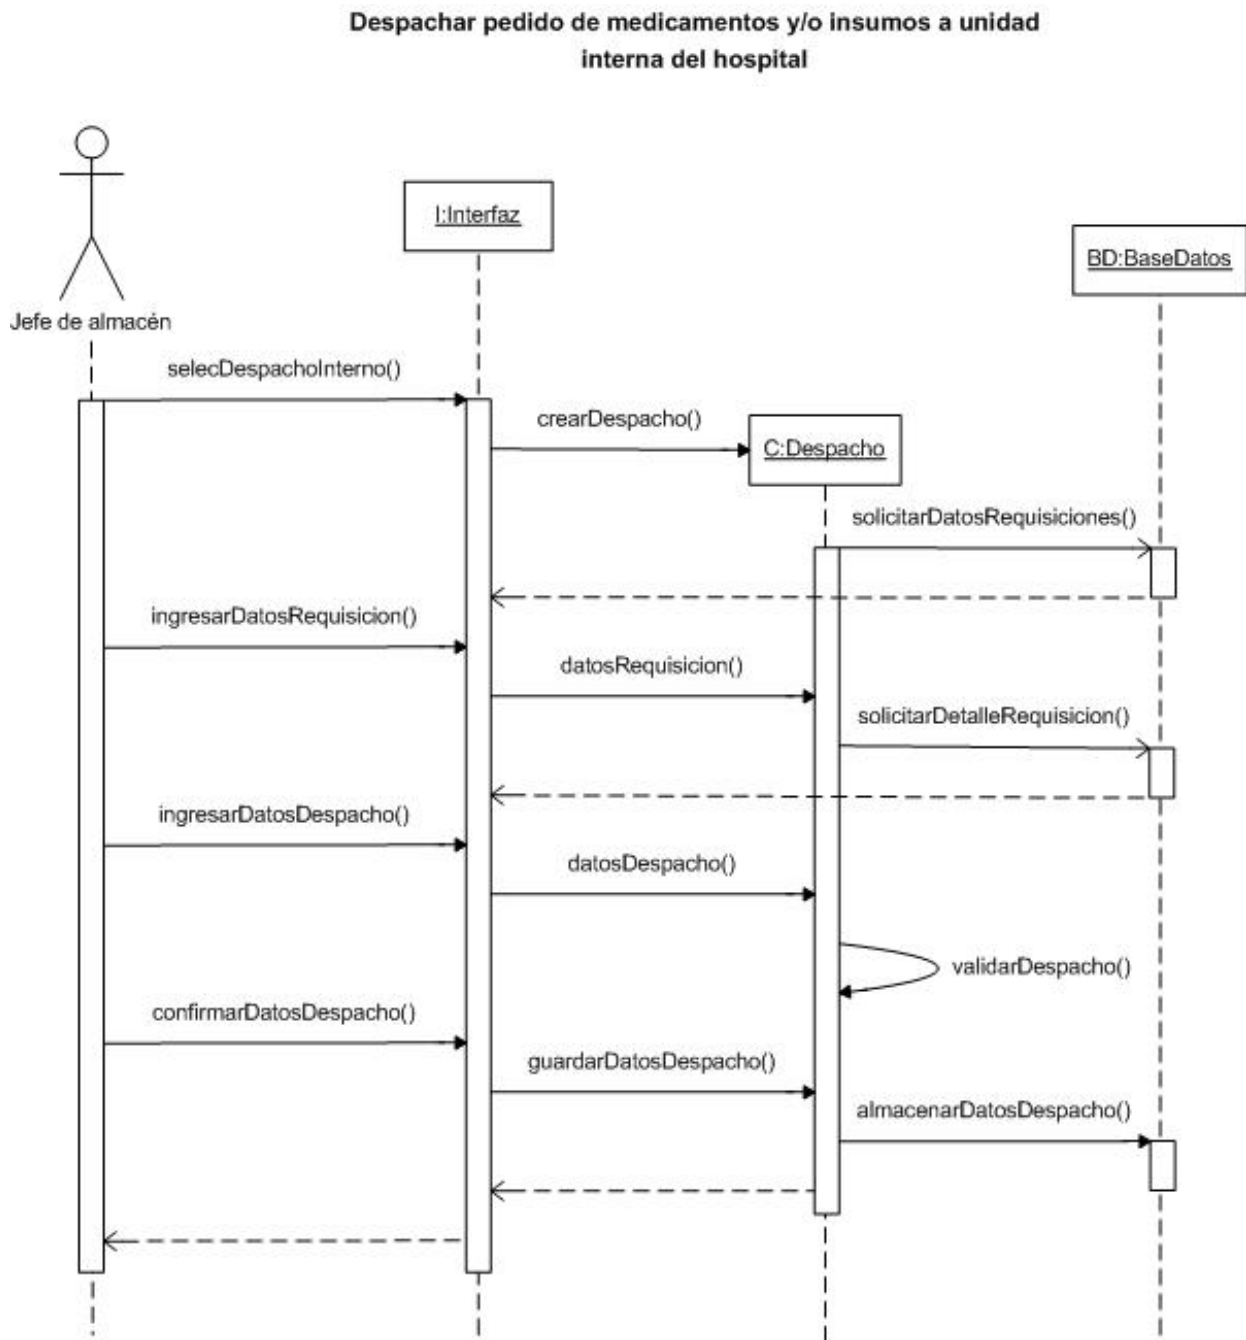 Despachar pedido de medicamentos y/o insumos a unidad
interna del hospital
I:Interfaz
BD:BaseDatos
Jefe de almacén
selecDespachoInterno()
crearDespacho()
C:Despacho
solicitarDatosRequisiciones()
ingresarDatosRequisicion()
datosRequisicion()
solicitarDetalleRequisicion()
ingresarDatosDespacho()
datosDespacho()
validarDespacho()
confirmarDatosDespacho()
guardarDatosDespacho()
almacenarDatosDespacho()